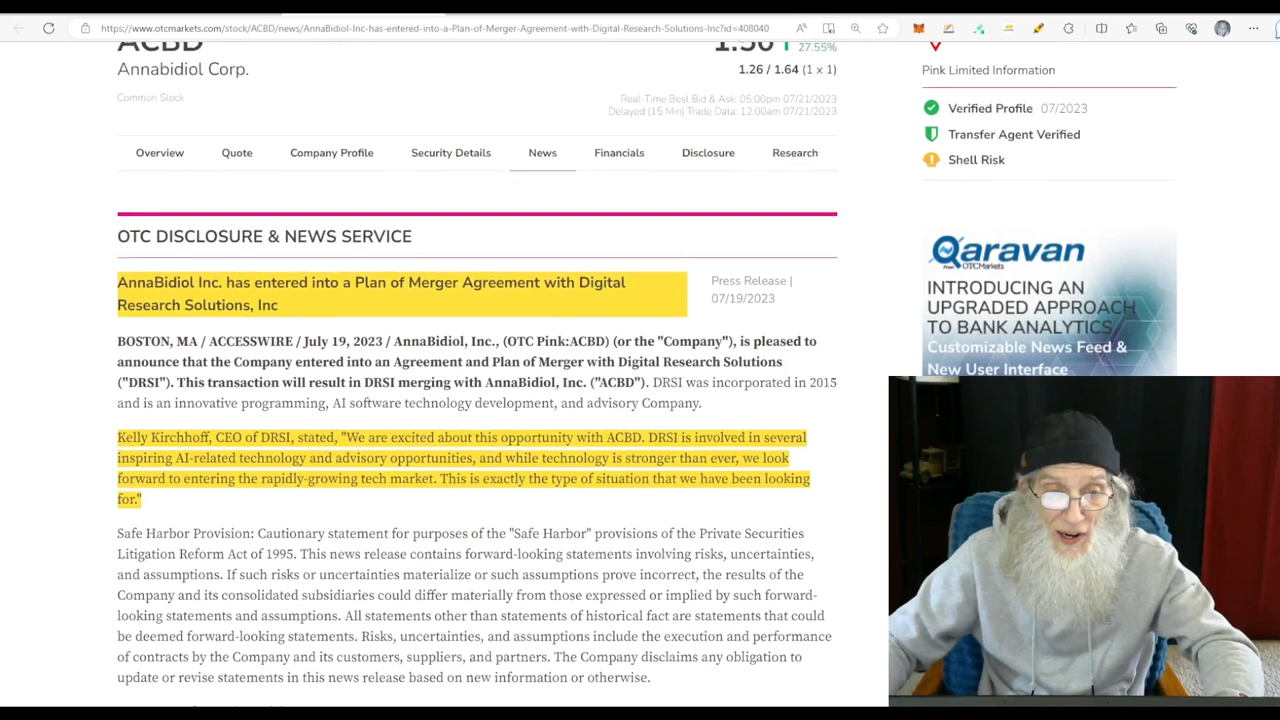 https://www.otcmarkets.com/stock/ACBD/news/AnnaBidiol-Inc-has-entered-into-a-Plan-of-Merger-Agreement-with-Digital-Research-Solutions-Inc?id=408040
ACBD
1.50
27.55%
Annabidiol Corp.
1.26 / 1.64 (1 x 1)
Common Stock
Real-Time Best Bid & Ask: 05:00pm 07/21/2023
Delayed (15 Min) Trade Data: 12:00am 07/21/2023
Overview Quote Company Profile Security Details News Financials Disclosure Research
OTC DISCLOSURE & NEWS SERVICE
AnnaBidiol Inc. has entered into a Plan of Merger Agreement with Digital
Research Solutions, Inc
Press Release |
07/19/2023
BOSTON, MA / ACCESSWIRE / July 19, 2023 / AnnaBidiol, Inc., (OTC Pink:ACBD) (or the "Company"), is pleased to
announce that the Company entered into an Agreement and Plan of Merger with Digital Research Solutions
("DRSI"). This transaction will result in DRSI merging with AnnaBidiol, Inc. ("ACBD"). DRSI was incorporated in 2015
and is an innovative programming, AI software technology development, and advisory Company.
Kelly Kirchhoff, CEO of DRSI, stated, "We are excited about this opportunity with ACBD. DRSI is involved in several
inspiring AI-related technology and advisory opportunities, and while technology is stronger than ever, we look
forward to entering the rapidly-growing tech market. This is exactly the type of situation that we have been looking
for."
Safe Harbor Provision: Cautionary statement for purposes of the "Safe Harbor" provisions of the Private Securities
Litigation Reform Act of 1995. This news release contains forward-looking statements involving risks, uncertainties,
and assumptions. If such risks or uncertainties materialize or such assumptions prove incorrect, the results of the
Company and its consolidated subsidiaries could differ materially from those expressed or implied by such forward-
looking statements and assumptions. All statements other than statements of historical fact are statements that could
be deemed forward-looking statements. Risks, uncertainties, and assumptions include the execution and performance
of contracts by the Company and its customers, suppliers, and partners. The Company disclaims any obligation to
update or revise statements in this news release based on new information or otherwise.
Pink Limited Information
Verified Profile 07/2023
Transfer Agent Verified
Shell Risk
Qaravan
From OTCMarkets
INTRODUCING AN
UPGRADED APPROACH
TO BANK ANALYTICS
Customizable News Feed &
New User Interface